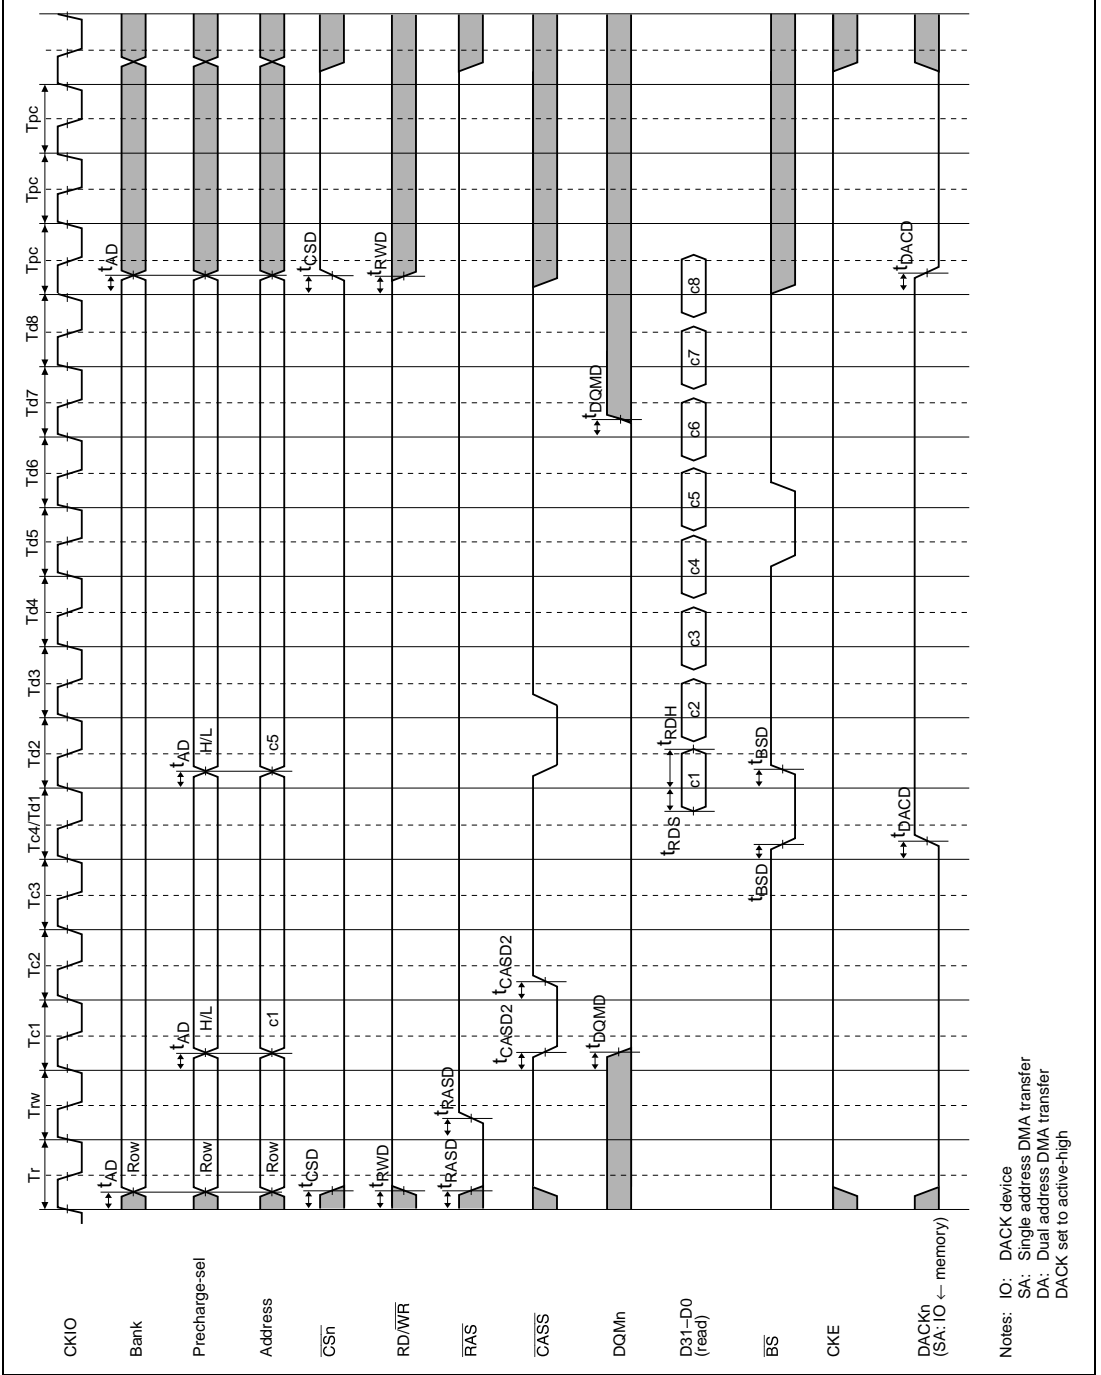 Tr Trw Tc1 Tc2 Tc3 Tc4/Td1 Td2 Td3 Td4 Td5 Td6 Td7 Td8 Tpc Tpc Tpc
CKIO
tAD tAD
Bank Row
tAD tAD
Precharge-sel Row H/L H/L
Address Row c1 c5
tCSD tCSD
CSn
tRWD tRWD
RD/WR
tRASD tRASD
RAS
tCASD2 tCASD2
CASS
tDQMD tDQMD
DQMn
tRDS tRDH
D31–D0
(read)
c1 c2 c3 c4 c5 c6 c7 c8
tBSD tBSD
BS
CKE
tDACD tDACD
DACKn
(SA: IO ← memory)
Notes: IO: DACK device
SA: Single address DMA transfer
DA: Dual address DMA transfer
DACK set to active-high